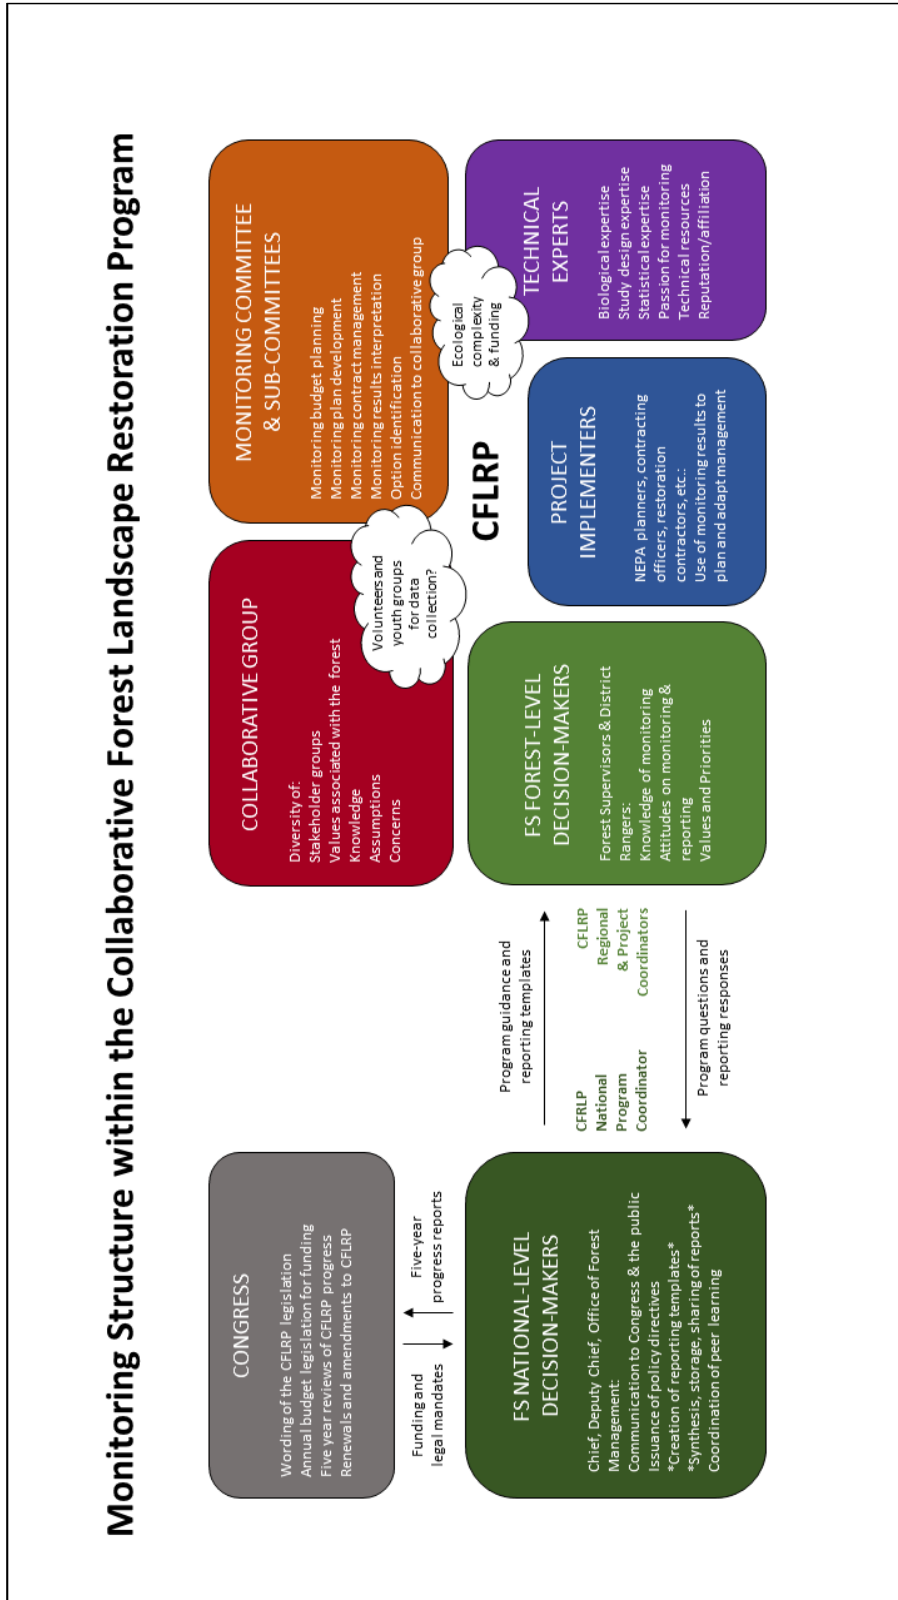 Monitoring Structure within the Collaborative Forest Landscape Restoration Program
CONGRESS
Wording of the CFLRP legislation
Annual budget legislation for funding
Five year reviews of CFLRP progress
Renewals and amendments to CFLRP
Funding and
legal mandates
Five-year
progress reports
FS NATIONAL-LEVEL
DECISION-MAKERS
Chief, Deputy Chief, Office of Forest
Management:
Communication to Congress & the public
Issuance of policy directives
*Creation of reporting templates*
*Synthesis, storage, sharing of reports*
Coordination of peer learning
Program guidance and
reporting templates
CFRLP
National
Program
Coordinator
CFLRP
Regional
& Project
Coordinators
Program questions and
reporting responses
COLLABORATIVE GROUP
Diversity of:
Stakeholder groups
Values associated with the forest
Knowledge
Assumptions
Concerns
Volunteers and
youth groups
for data
collection?
MONITORING COMMITTEE
& SUB-COMMITTEES
Monitoring budget planning
Monitoring plan development
Monitoring contract management
Monitoring results interpretation
Option identification
Communication to collaborative group
CFLRP
Ecological
complexity
& funding
FS FOREST-LEVEL
DECISION-MAKERS
Forest Supervisors & District
Rangers:
Knowledge of monitoring
Attitudes on monitoring &
reporting
Values and Priorities
PROJECT
IMPLEMENTERS
NEPA planners, contracting
officers, restoration
contractors, etc.:
Use of monitoring results to
plan and adapt management
TECHNICAL
EXPERTS
Biological expertise
Study design expertise
Statistical expertise
Passion for monitoring
Technical resources
Reputation/affiliation